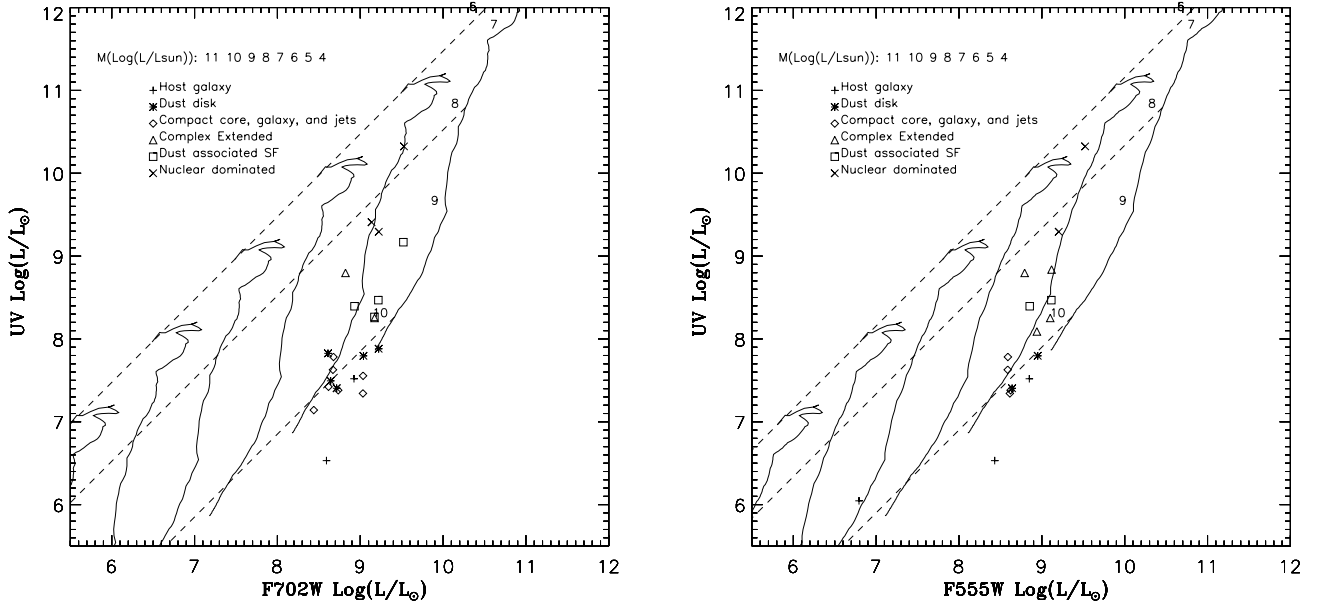 12
11
10
9
8
7
6
UV Log(L/L⊙)
M(Log(L/Lsun)): 11 10 9 8 7 6 5 4
Host galaxy
Dust disk
Compact core, galaxy, and jets
Complex Extended
Dust associated SF
Nuclear dominated
7
8
9
10
6 7 8 9 10 11 12
F702W Log(L/L⊙)
12
11
10
9
8
7
6
UV Log(L/L⊙)
M(Log(L/Lsun)): 11 10 9 8 7 6 5 4
Host galaxy
Dust disk
Compact core, galaxy, and jets
Complex Extended
Dust associated SF
Nuclear dominated
7
8
9
10
6 7 8 9 10 11 12
F555W Log(L/L⊙)